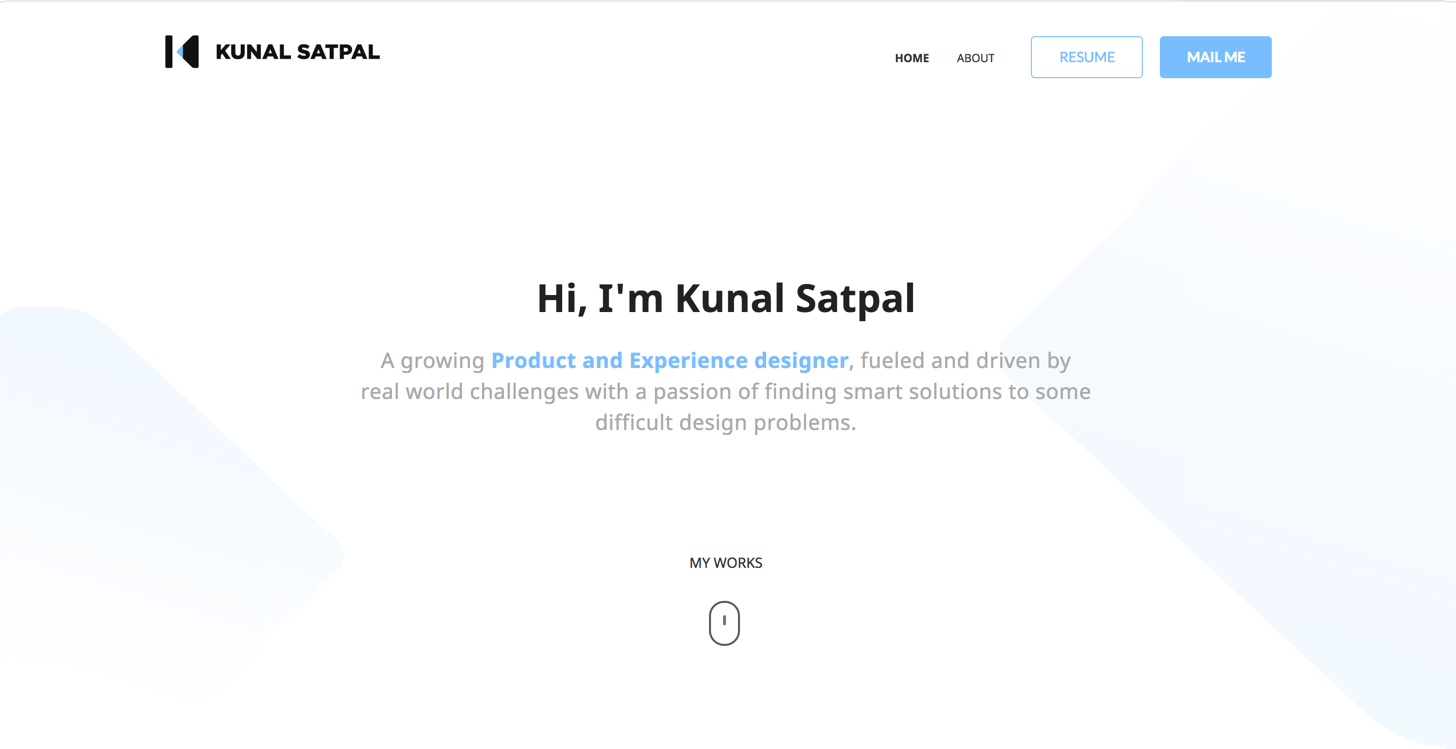 KUNAL SATPAL
HOME ABOUT RESUME MAIL ME
Hi, I'm Kunal Satpal
A growing Product and Experience designer, fueled and driven by
real world challenges with a passion of finding smart solutions to some
difficult design problems.
MY WORKS